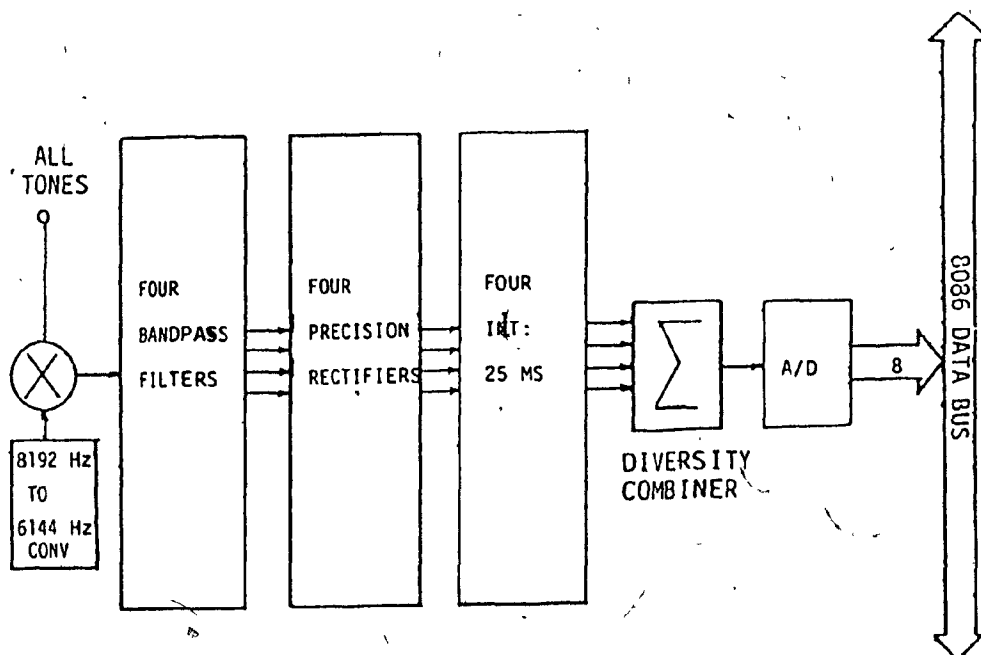 ALL
TONES
8192 Hz
TO
6144 Hz
CONV
FOUR
BANDPASS
FILTERS
FOUR
PRECISION
RECTIFIERS
FOUR
INT:
25 MS
DIVERSITY
COMBINER
A/D
8
8086 DATA BUS